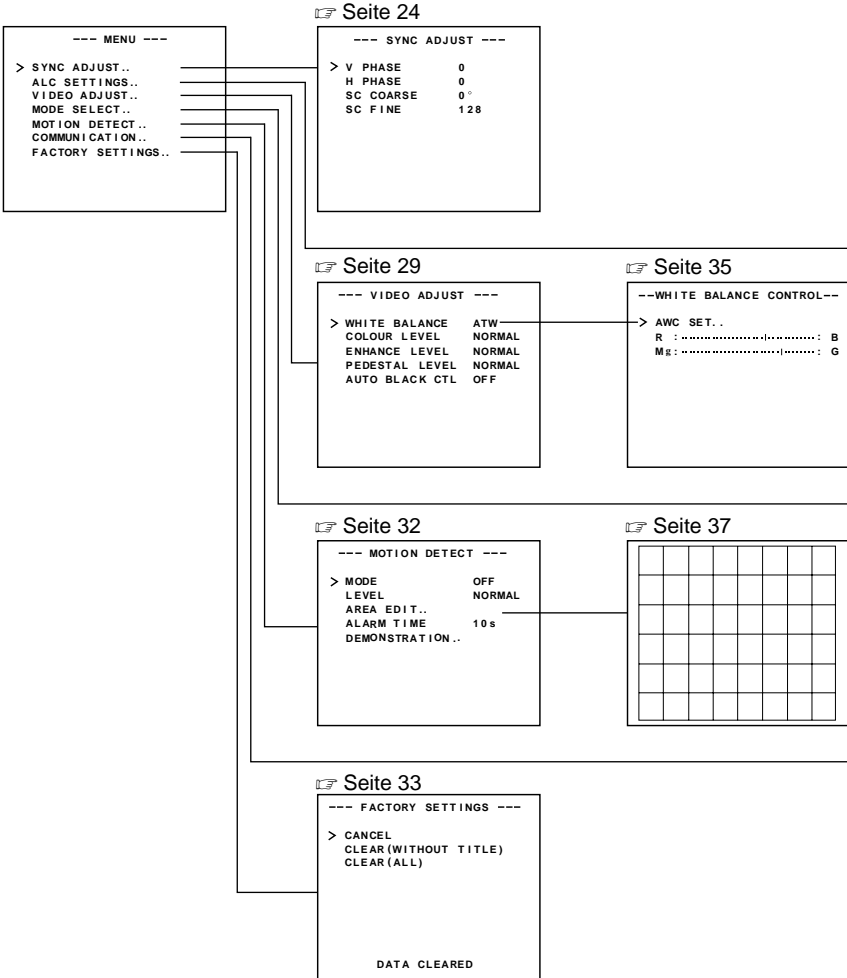 ☞ Seite 24
--- MENU ---
> SYNC ADJUST..
ALC SETTINGS..
VIDEO ADJUST..
MODE SELECT..
MOTION DETECT..
COMMUNICATION..
FACTORY SETTINGS..
--- SYNC ADJUST ---
> V PHASE 0
H PHASE 0
SC COARSE 0°
SC FINE 128
☞ Seite 29
--- VIDEO ADJUST ---
> WHITE BALANCE ATW
COLOUR LEVEL NORMAL
ENHANCE LEVEL NORMAL
PEDESTAL LEVEL NORMAL
AUTO BLACK CTL OFF
☞ Seite 35
--WHITE BALANCE CONTROL--
> AWC SET..
R : : B
Mg: : G
☞ Seite 32
--- MOTION DETECT ---
> MODE OFF
LEVEL NORMAL
AREA EDIT..
ALARM TIME 10s
DEMONSTRATION..
☞ Seite 37
☞ Seite 33
--- FACTORY SETTINGS ---
> CANCEL
CLEAR(WITHOUT TITLE)
CLEAR(ALL)
DATA CLEARED